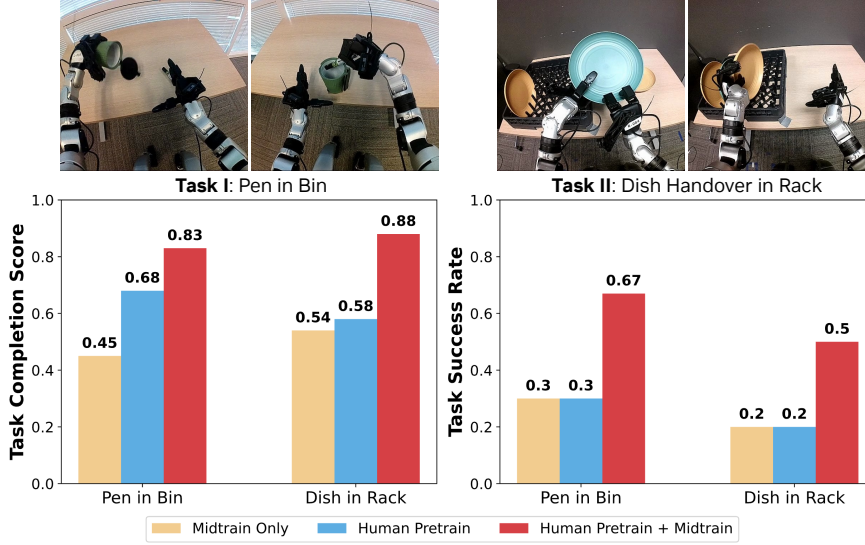 Task I: Pen in Bin
Task II: Dish Handover in Rack
Task Completion Score
1.0
0.8
0.6
0.4
0.2
0.0
0.45
0.68
0.83
0.54
0.58
0.88
Pen in Bin
Dish in Rack
Task Success Rate
1.0
0.8
0.6
0.4
0.2
0.0
0.3
0.3
0.67
0.2
0.2
0.5
Pen in Bin
Dish in Rack
Midtrain Only
Human Pretrain
Human Pretrain + Midtrain